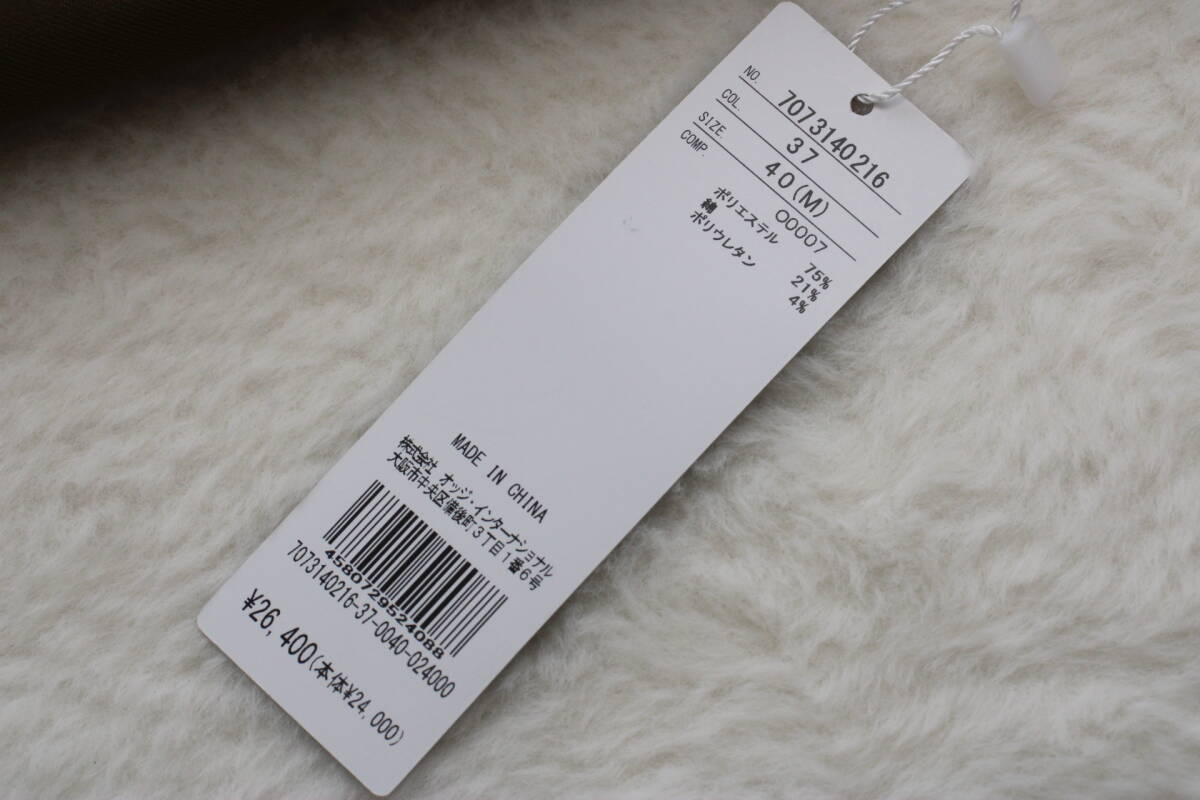 NO. 7073140216
COL. 37
SIZE. 40(M)
COMP. 00007
ポリエステル 75%
綿 21%
ポリウレタン 4%
MADE IN CHINA
株式会社 オッジ・インターナショナル
大阪市中央区備後町3丁目1番6号
4580729524088
7073140216-37-0040-024000
¥26,400(本体¥24,000)